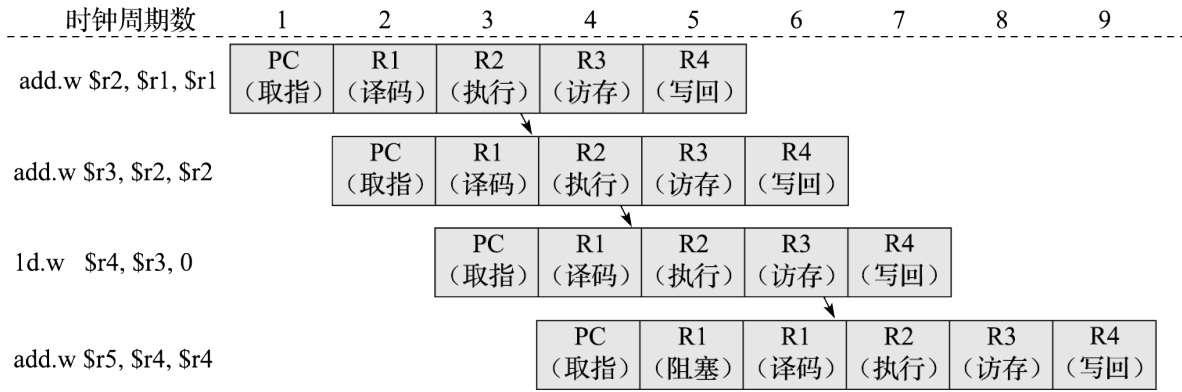 时钟周期数 1 2 3 4 5 6 7 8 9
add.w $r2, $r1, $r1 PC R1 R2 R3 R4
（取指） （译码） （执行） （访存） （写回）
add.w $r3, $r2, $r2 PC R1 R2 R3 R4
（取指） （译码） （执行） （访存） （写回）
1d.w $r4, $r3, 0 PC R1 R2 R3 R4
（取指） （译码） （执行） （访存） （写回）
add.w $r5, $r4, $r4 PC R1 R1 R2 R3 R4
（取指） （阻塞） （译码） （执行） （访存） （写回）